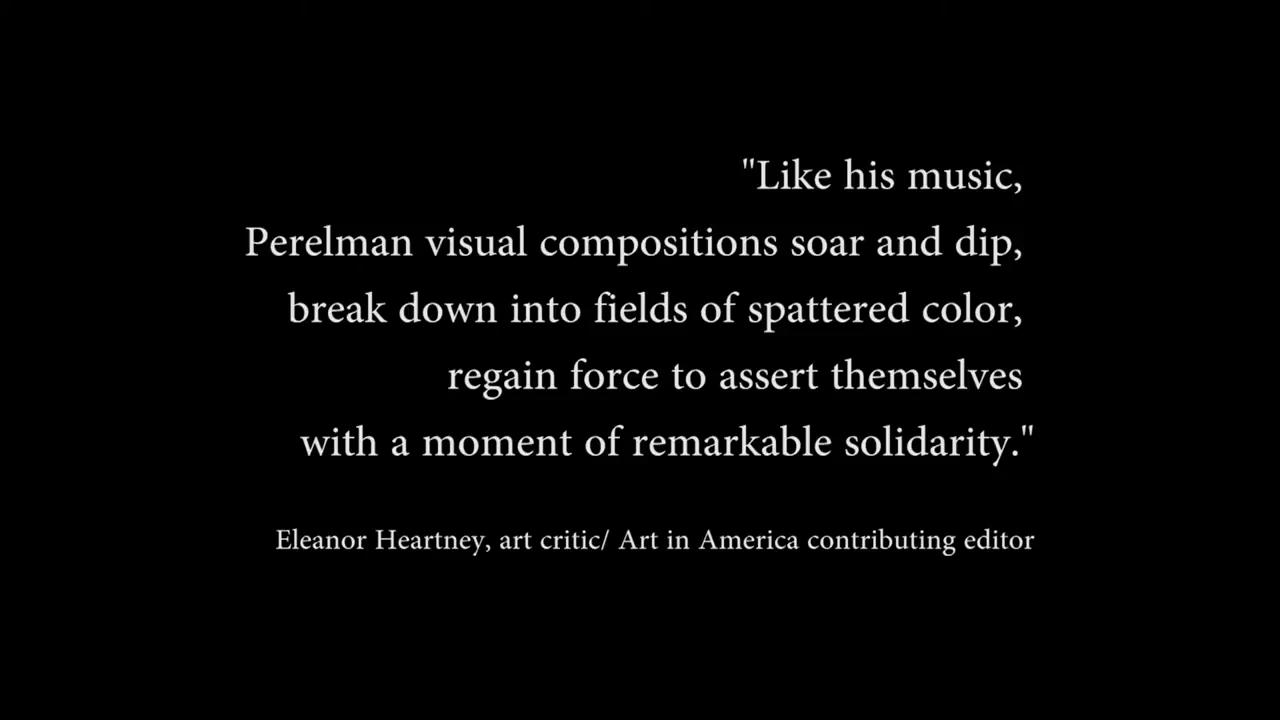 "Like his music,
Perelman visual compositions soar and dip,
break down into fields of spattered color,
regain force to assert themselves
with a moment of remarkable solidarity."
Eleanor Heartney, art critic/ Art in America contributing editor